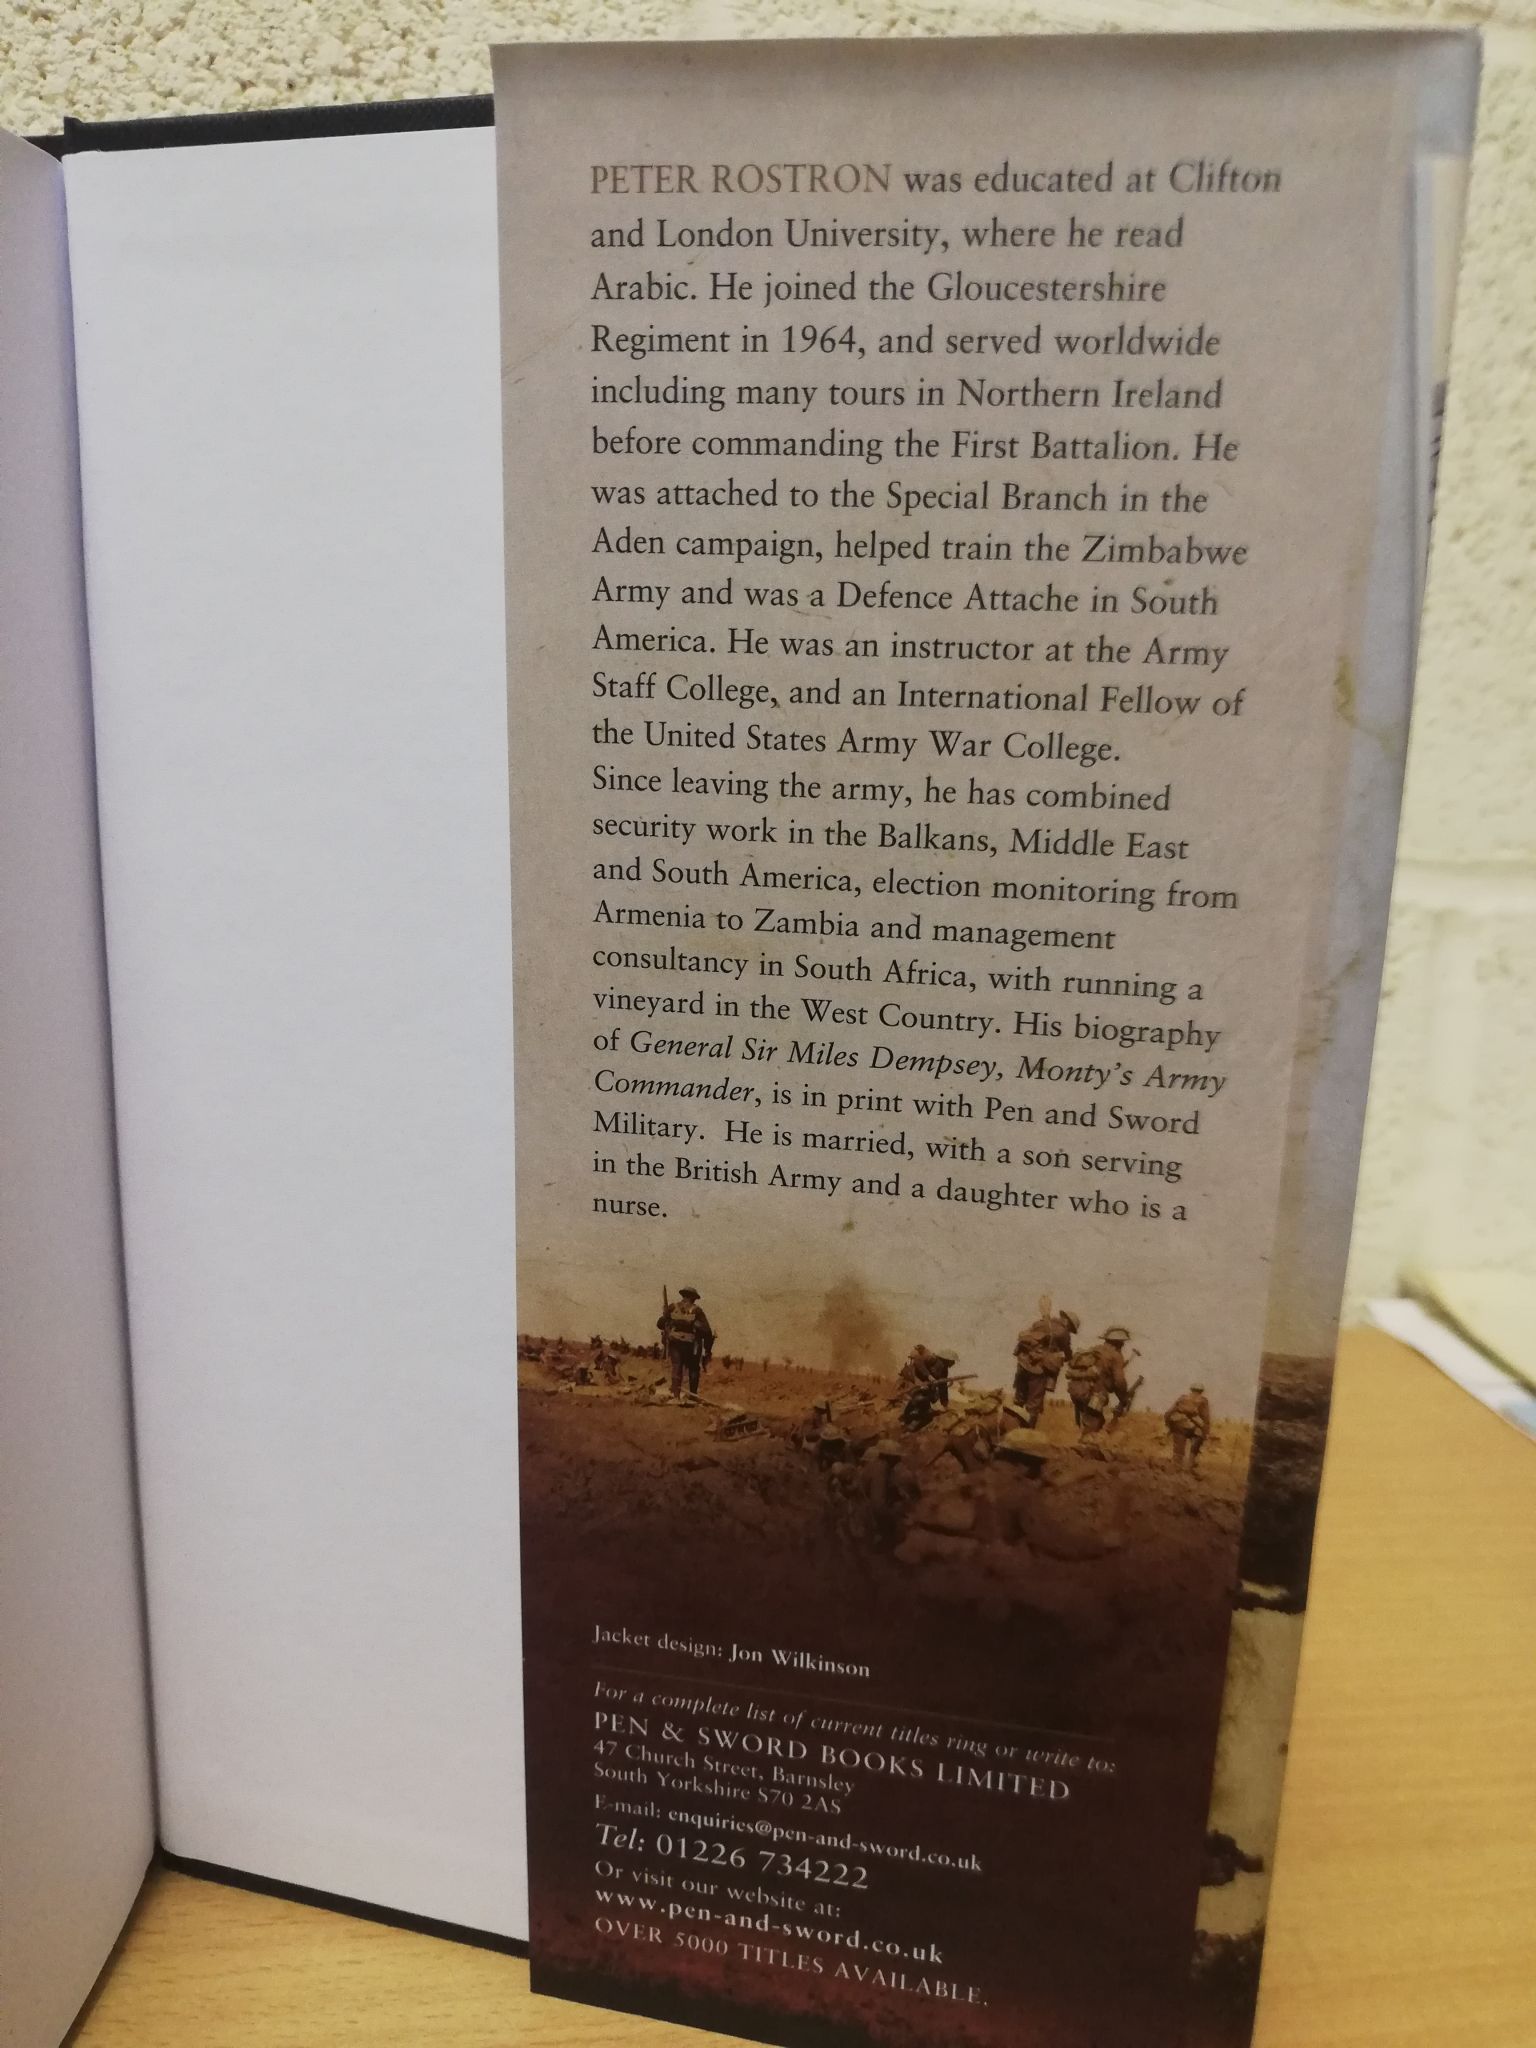 PETER ROSTRON was educated at Clifton
and London University, where he read
Arabic. He joined the Gloucestershire
Regiment in 1964, and served worldwide
including many tours in Northern Ireland
before commanding the First Battalion. He
was attached to the Special Branch in the
Aden campaign, helped train the Zimbabwe
Army and was a Defence Attache in South
America. He was an instructor at the Army
Staff College, and an International Fellow of
the United States Army War College.
Since leaving the army, he has combined
security work in the Balkans, Middle East
and South America, election monitoring from
Armenia to Zambia and management
consultancy in South Africa, with running a
vineyard in the West Country. His biography
of General Sir Miles Dempsey, Monty's Army
Commander, is in print with Pen and Sword
Military. He is married, with a son serving
in the British Army and a daughter who is a
nurse.
Jacket design: Jon Wilkinson
For a complete list of current titles ring or write to:
PEN & SWORD BOOKS LIMITED
47 Church Street, Barnsley
South Yorkshire S70 2AS
E-mail: enquiries@pen-and-sword.co.uk
Tel: 01226 734222
Or visit our website at:
www.pen-and-sword.co.uk
OVER 5000 TITLES AVAILABLE.